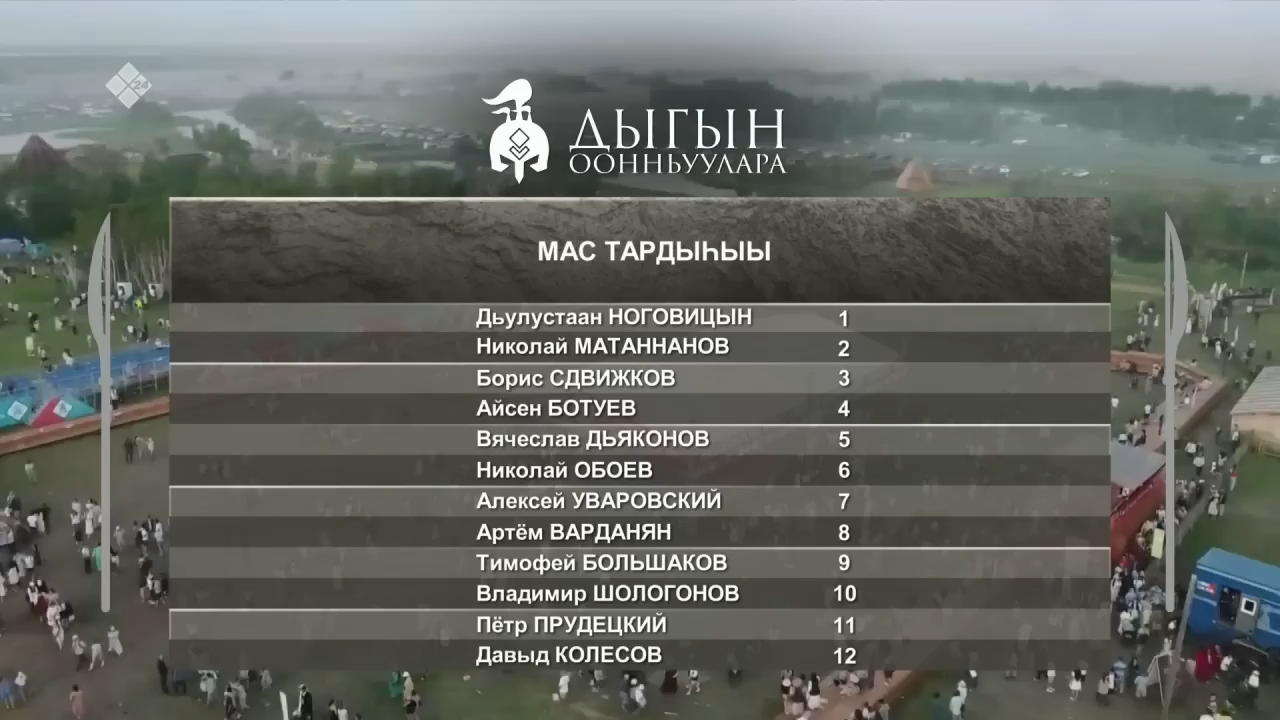 24
ДЫГЫН
ООННЬУУЛАРА
МАС ТАРДЫҺЫЫ
Дьулустаан НОГОВИЦЫН 1
Николай МАТАННАНОВ 2
Борис СДВИЖКОВ 3
Айсен БОТУЕВ 4
Вячеслав ДЬЯКОНОВ 5
Николай ОБОЕВ 6
Алексей УВАРОВСКИЙ 7
Артём ВАРДАНЯН 8
Тимофей БОЛЬШАКОВ 9
Владимир ШОЛОГОНОВ 10
Пётр ПРУДЕЦКИЙ 11
Давыд КОЛЕСОВ 12